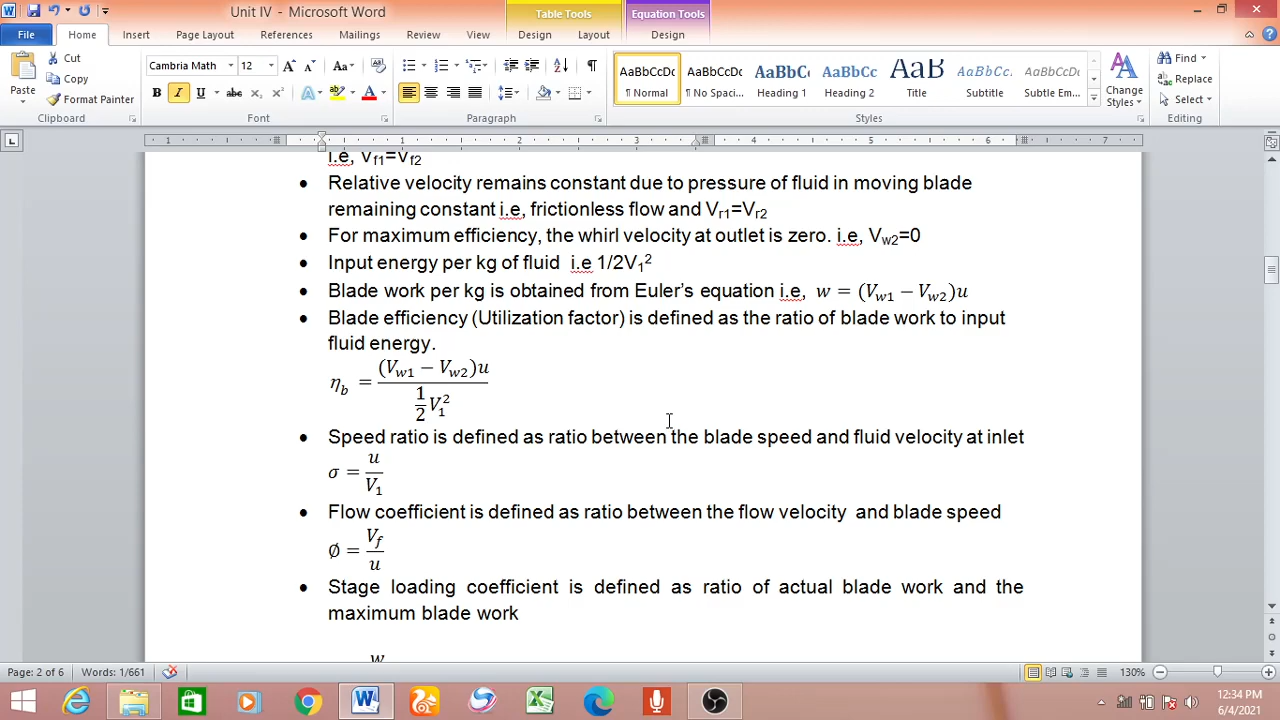 Unit IV - Microsoft Word
Table Tools
Equation Tools
File Home Insert Page Layout References Mailings Review View Design Layout Design
Cut
Copy
Format Painter
Paste
Cambria Math 12
AaBbCcDc AaBbCcDc AaBbCc AaBbCc AaB AaBbCcL AaBbCcDc
¶ Normal ¶ No Spaci... Heading 1 Heading 2 Title Subtitle Subtle Em...
Change Styles
Find
Replace
Select
Clipboard Font Paragraph Styles Editing
i.e, Vf1=Vf2
• Relative velocity remains constant due to pressure of fluid in moving blade
remaining constant i.e, frictionless flow and Vr1=Vr2
• For maximum efficiency, the whirl velocity at outlet is zero. i.e, Vw2=0
• Input energy per kg of fluid i.e 1/2V₁²
• Blade work per kg is obtained from Euler's equation i.e, w = (Vw1 − Vw2)u
• Blade efficiency (Utilization factor) is defined as the ratio of blade work to input
fluid energy.
ηb = (Vw1 − Vw2)u / ½V₁²
• Speed ratio is defined as ratio between the blade speed and fluid velocity at inlet
σ = u / V₁
• Flow coefficient is defined as ratio between the flow velocity and blade speed
∅ = Vf / u
• Stage loading coefficient is defined as ratio of actual blade work and the
maximum blade work
w
Page: 2 of 6 Words: 1/661 130%
12:34 PM
6/4/2021